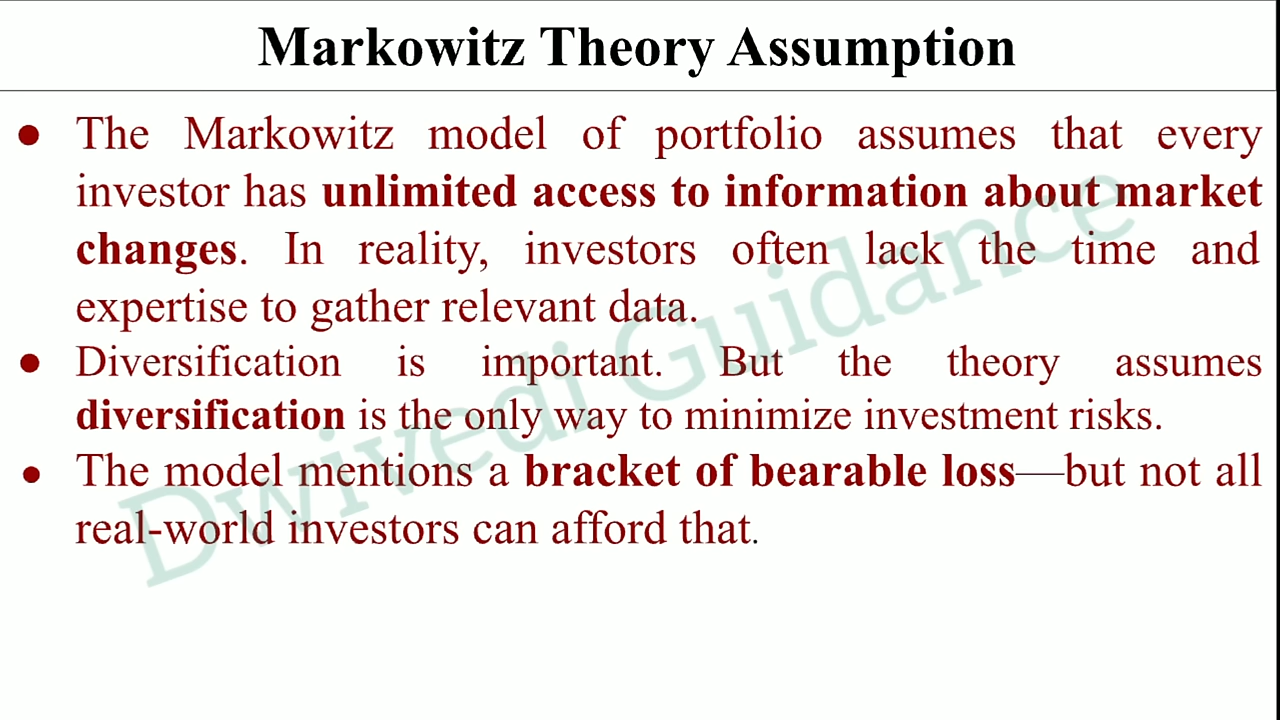 Markowitz Theory Assumption
● The Markowitz model of portfolio assumes that every
investor has unlimited access to information about market
changes. In reality, investors often lack the time and
expertise to gather relevant data.
● Diversification is important. But the theory assumes
diversification is the only way to minimize investment risks.
● The model mentions a bracket of bearable loss—but not all
real-world investors can afford that.
Dwivedi Guidance